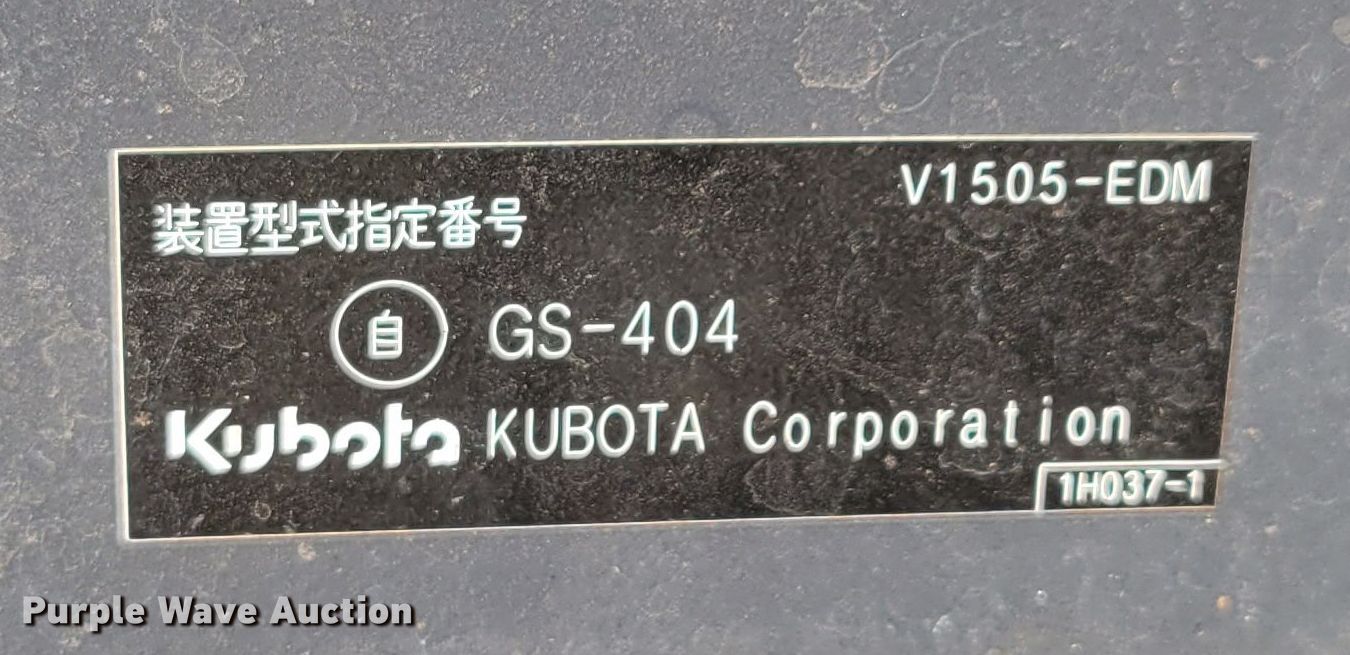 V1505-EDM
装置型式指定番号
自 GS-404
Kubota KUBOTA Corporation
1H037-1
Purple Wave Auction